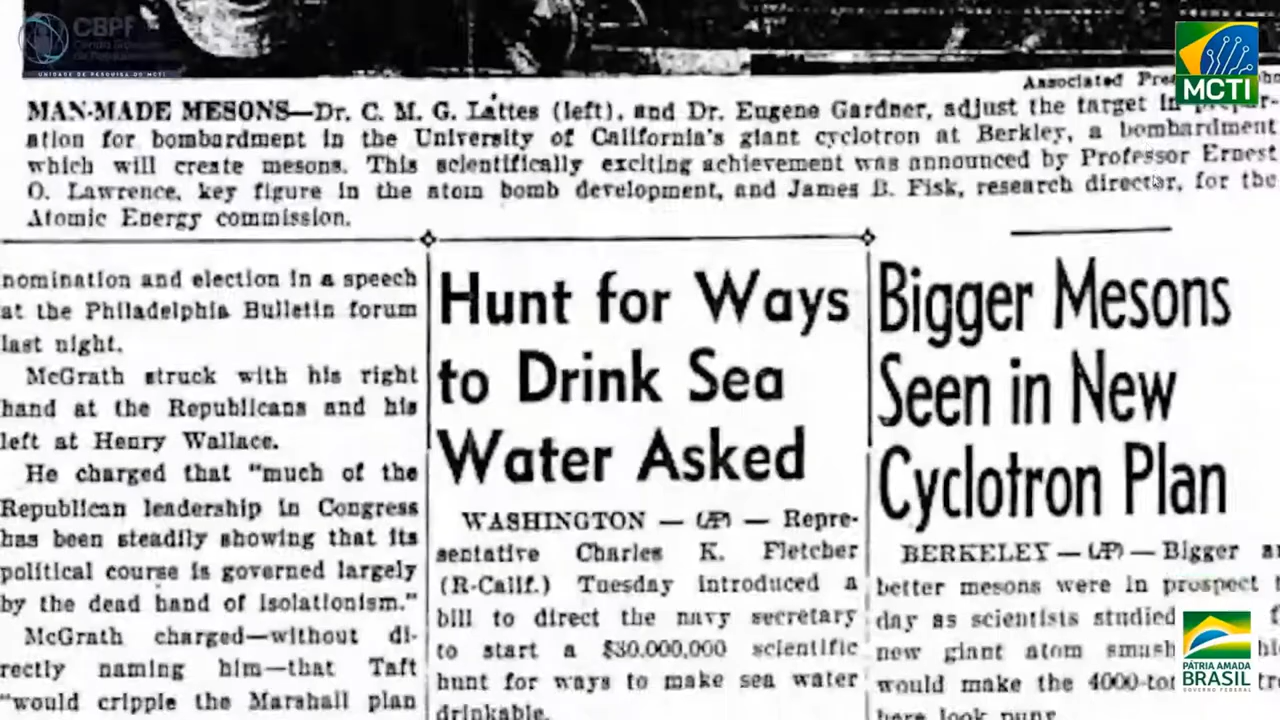 CBPF
UNIDADE DE PESQUISA DO MCTI
MCTI
Associated Pre
MAN-MADE MESONS—Dr. C. M. G. Lattes (left), and Dr. Eugene Gardner, adjust the target in
ation for bombardment in the University of California's giant cyclotron at Berkley, a bombardment
which will create mesons. This scientifically exciting achievement was announced by Professor Ernest
O. Lawrence, key figure in the atom bomb development, and James B. Fisk, research director, for the
Atomic Energy commission.
nomination and election in a speech
at the Philadelphia Bulletin forum
last night.
McGrath struck with his right
hand at the Republicans and his
left at Henry Wallace.
He charged that "much of the
Republican leadership in Congress
has been steadily showing that its
political course is governed largely
by the dead hand of isolationism."
McGrath charged—without di-
rectly naming him—that Taft
"would cripple the Marshall plan
Hunt for Ways
to Drink Sea
Water Asked
WASHINGTON — (AP) — Repre-
sentative Charles K. Fletcher
(R-Calif.) Tuesday introduced a
bill to direct the navy secretary
to start a $30,000,000 scientific
hunt for ways to make sea water
drinkable.
Bigger Mesons
Seen in New
Cyclotron Plan
BERKELEY — (AP) — Bigger
better mesons were in prospect
day as scientists studied
new giant atom smash
would make the 4000-to
here look puny
PÁTRIA AMADA
BRASIL
GOVERNO FEDERAL